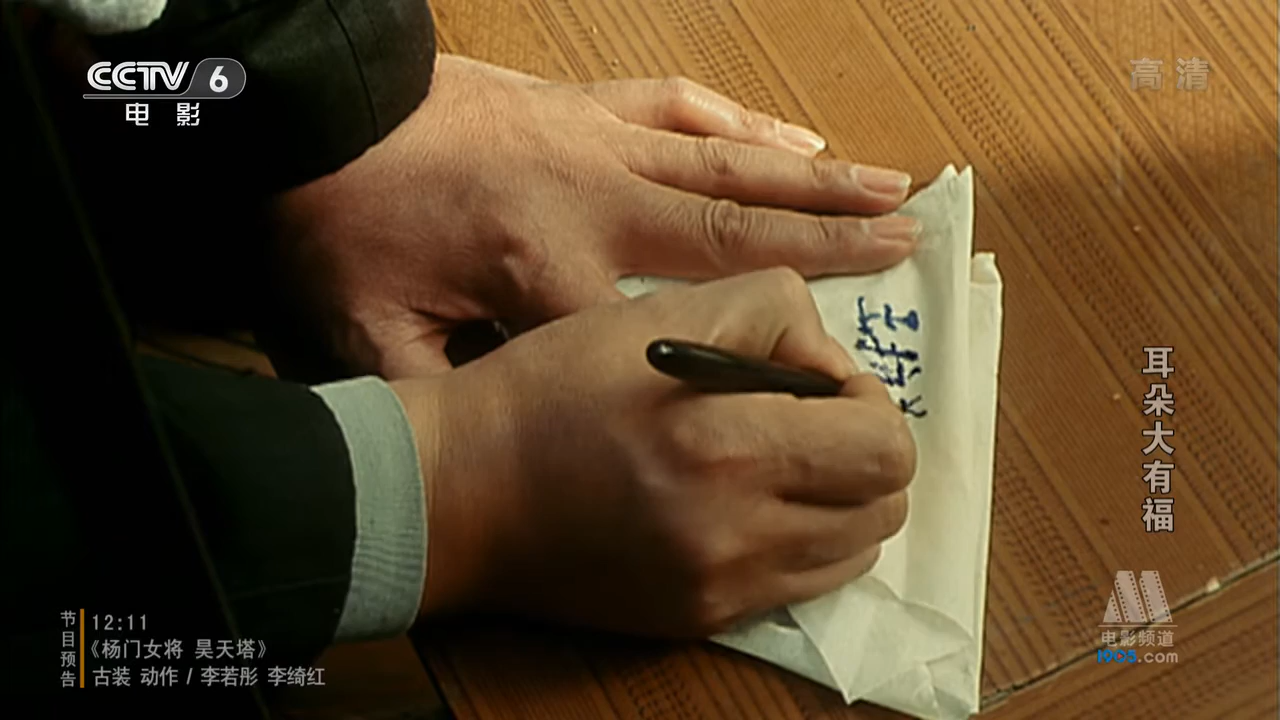 CCTV 6
电影
高清
耳朵大有福
电影频道
1905.com
节目预告
12:11
《杨门女将 昊天塔》
古装 动作 / 李若彤 李绮红